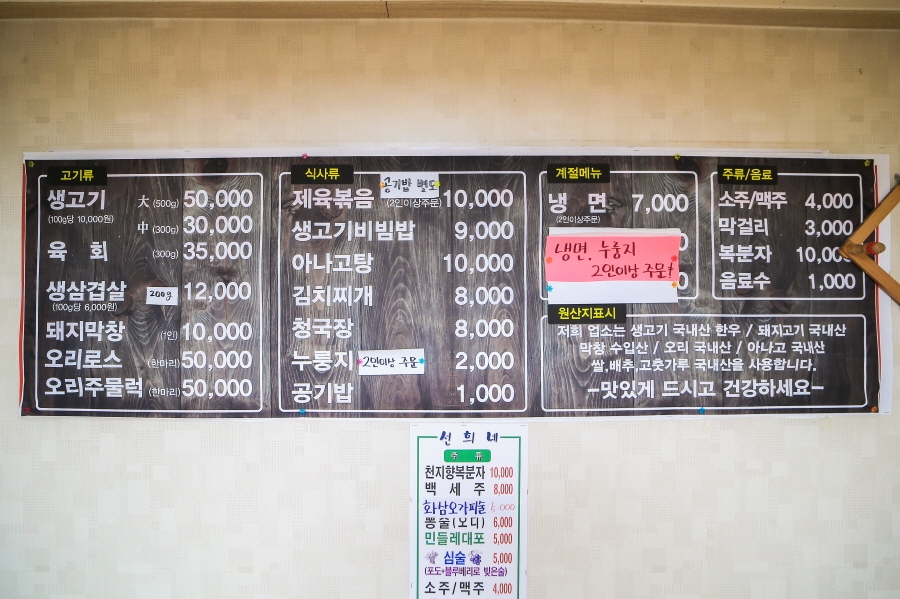 고기류
생고기 大 (500g) 50,000
(100g당 10,000원)
中 (300g) 30,000
육 회 (300g) 35,000
생삼겹살 200g 12,000
(100g당 6,000원)
돼지막창 (1인) 10,000
오리로스 (한마리) 50,000
오리주물럭 (한마리) 50,000
식사류
공기밥 별도
제육볶음 (2인이상주문) 10,000
생고기비빔밥 9,000
아나고탕 10,000
김치찌개 8,000
청국장 8,000
누룽지 2인이상 주문 2,000
공기밥 1,000
계절메뉴
냉 면 7,000
(2인이상주문)
냉면, 누룽지
2인이상 주문
주류/음료
소주/맥주 4,000
막걸리 3,000
복분자 10,00
음료수 1,000
원산지표시
저희 업소는 생고기 국내산 한우 / 돼지고기 국내산
막창 수입산 / 오리 국내산 / 아나고 국내산
쌀,배추,고춧가루 국내산을 사용합니다.
-맛있게 드시고 건강하세요-
선 희 네
주 류
천지향복분자 10,000
백 세 주 8,000
화삼오가피술 5,000
뽕술(오디) 6,000
민들레대포 5,000
심술 5,000
(포도+블루베리로 빚은술)
소주/맥주 4,000